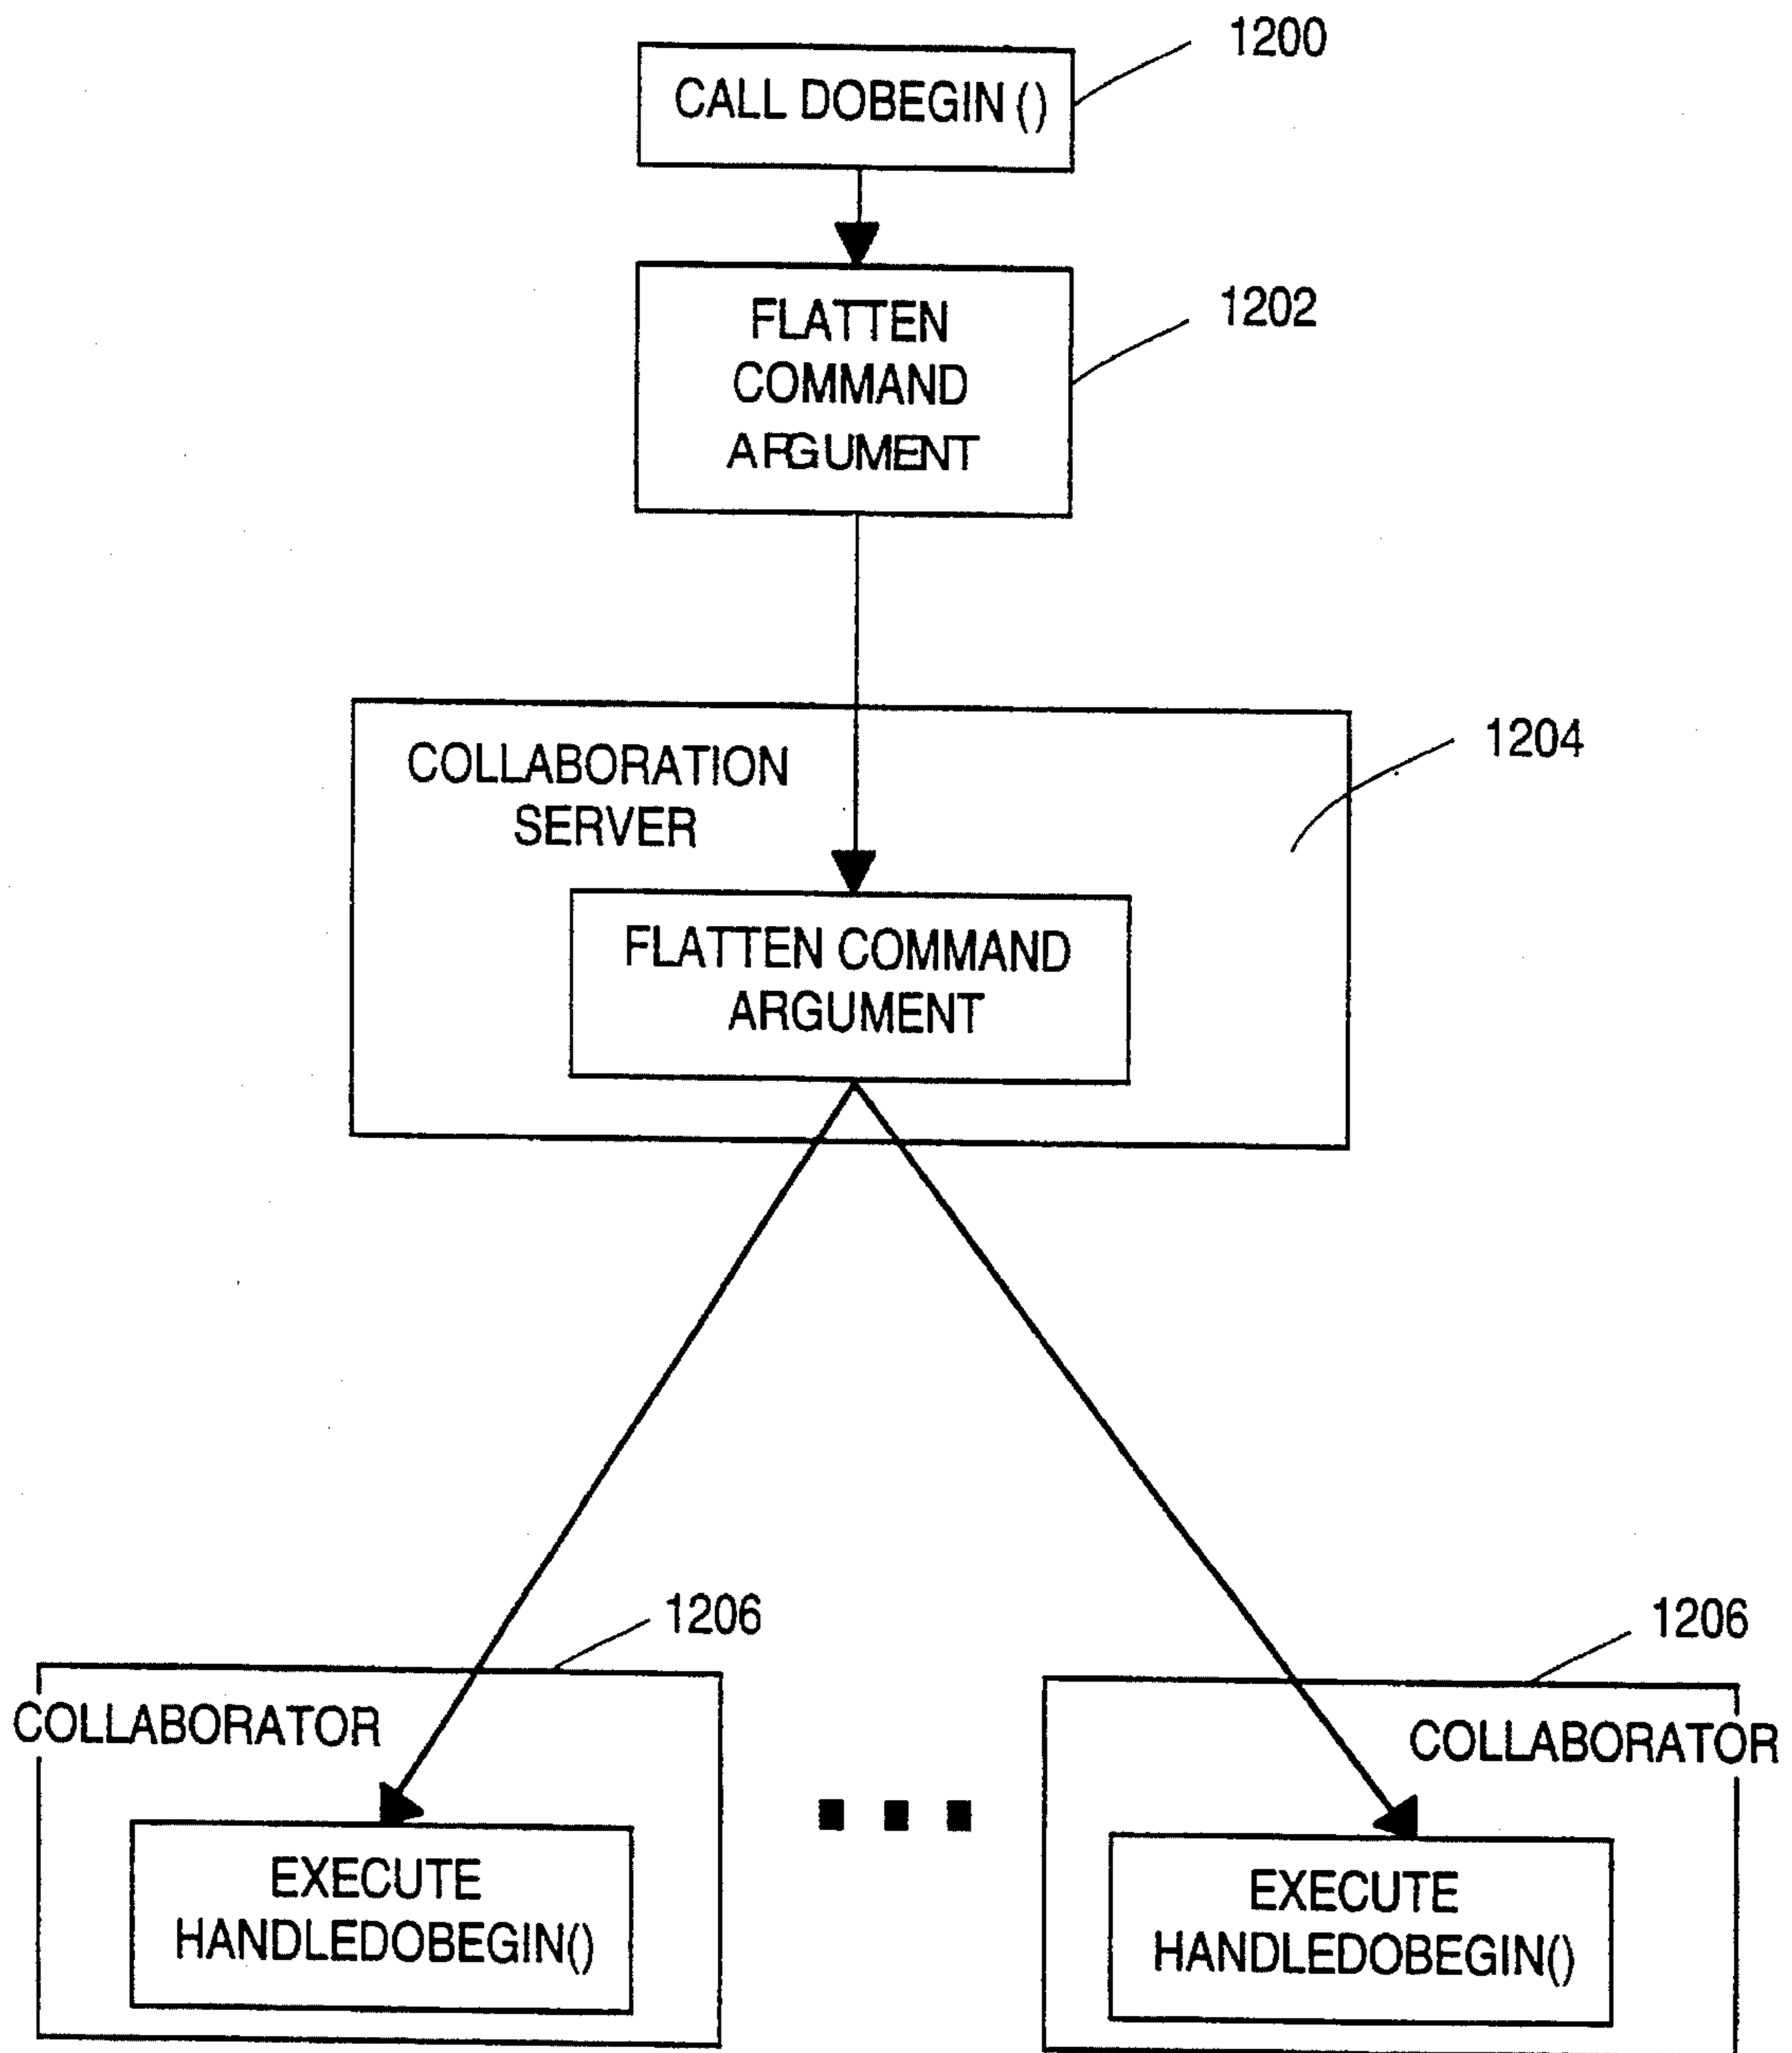 1200
CALL DOBEGIN ()
1202
FLATTEN
COMMAND
ARGUMENT
1204
COLLABORATION
SERVER
FLATTEN COMMAND
ARGUMENT
1206
COLLABORATOR
EXECUTE
HANDLEDOBEGIN()
1206
COLLABORATOR
EXECUTE
HANDLEDOBEGIN()